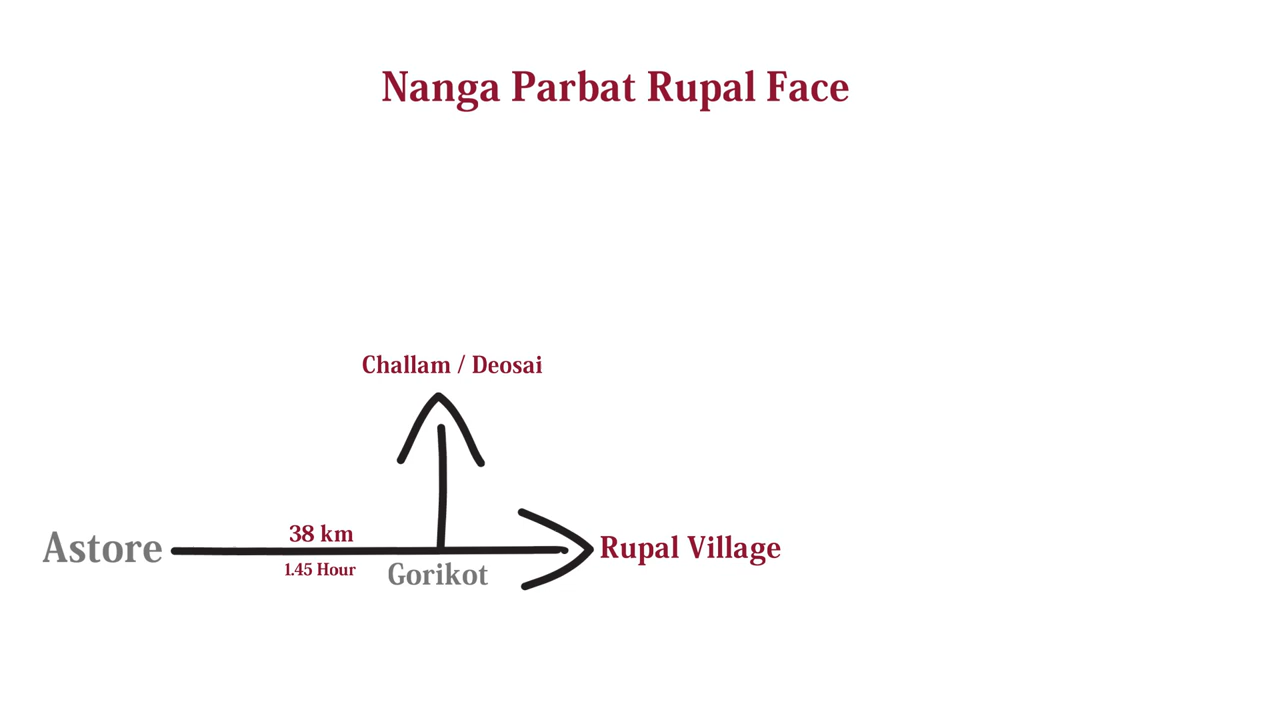 Nanga Parbat Rupal Face
Challam / Deosai
Astore
38 km
1.45 Hour
Gorikot
Rupal Village